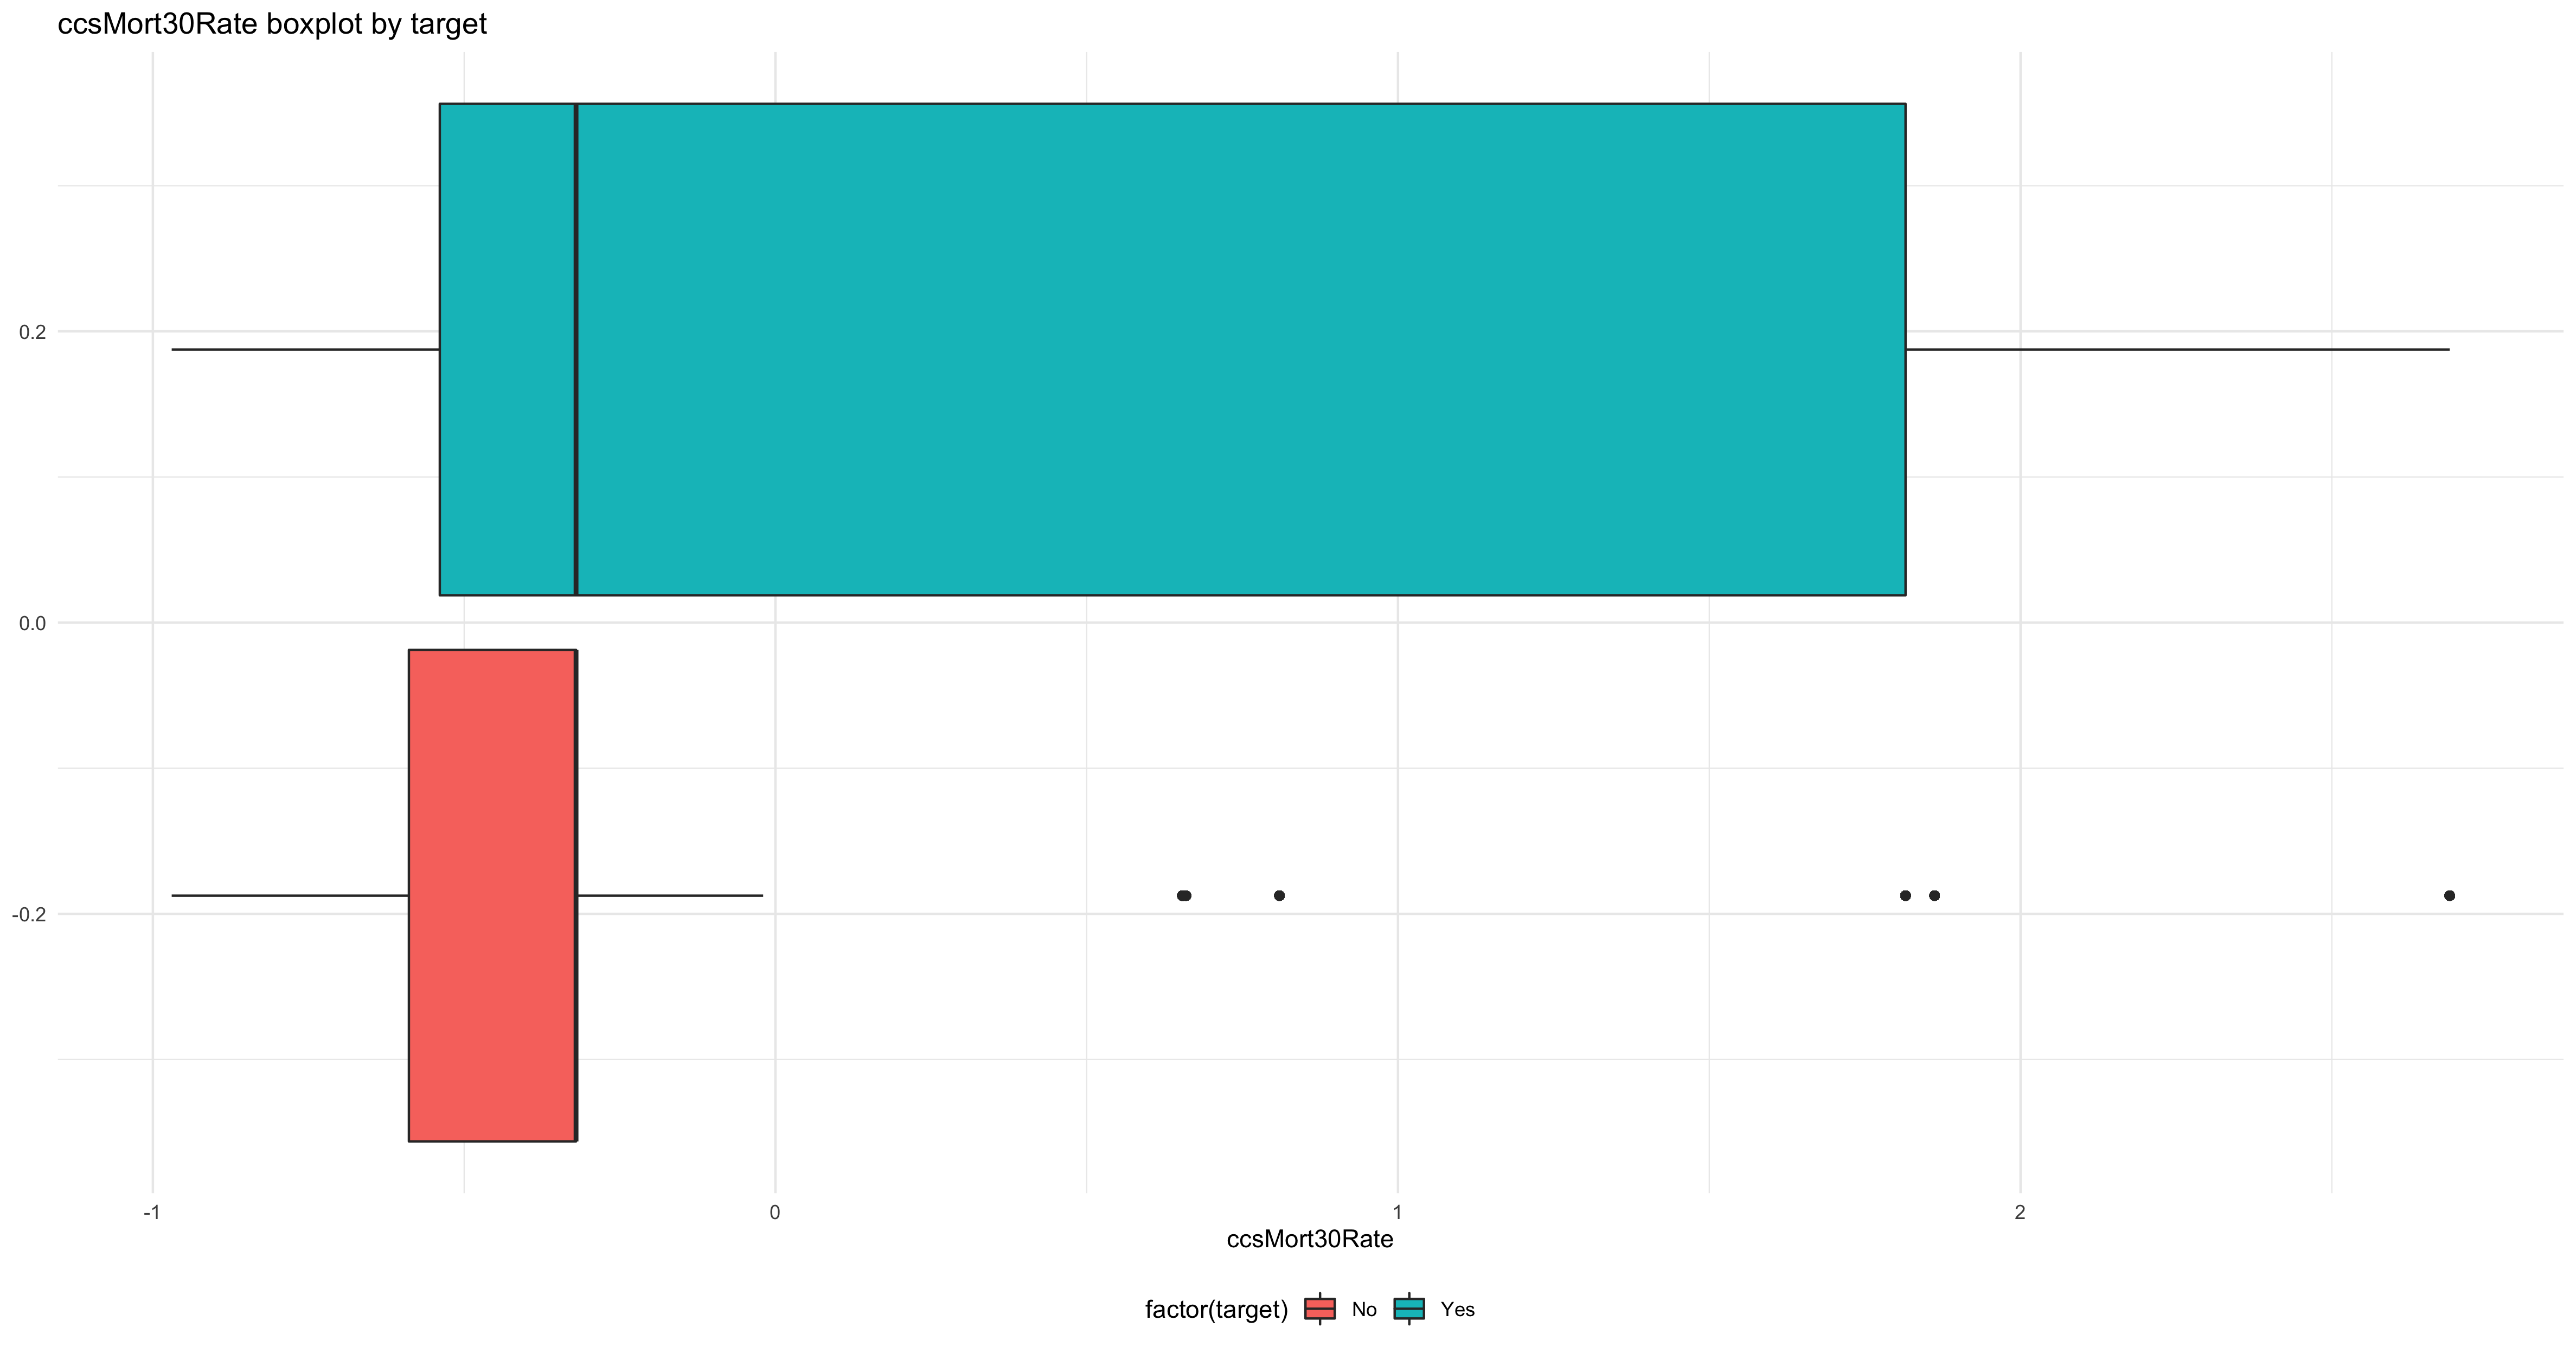 ccsMort30Rate boxplot by target
0.2
0.0
-0.2
-1 0 1 2
ccsMort30Rate
factor(target) No Yes